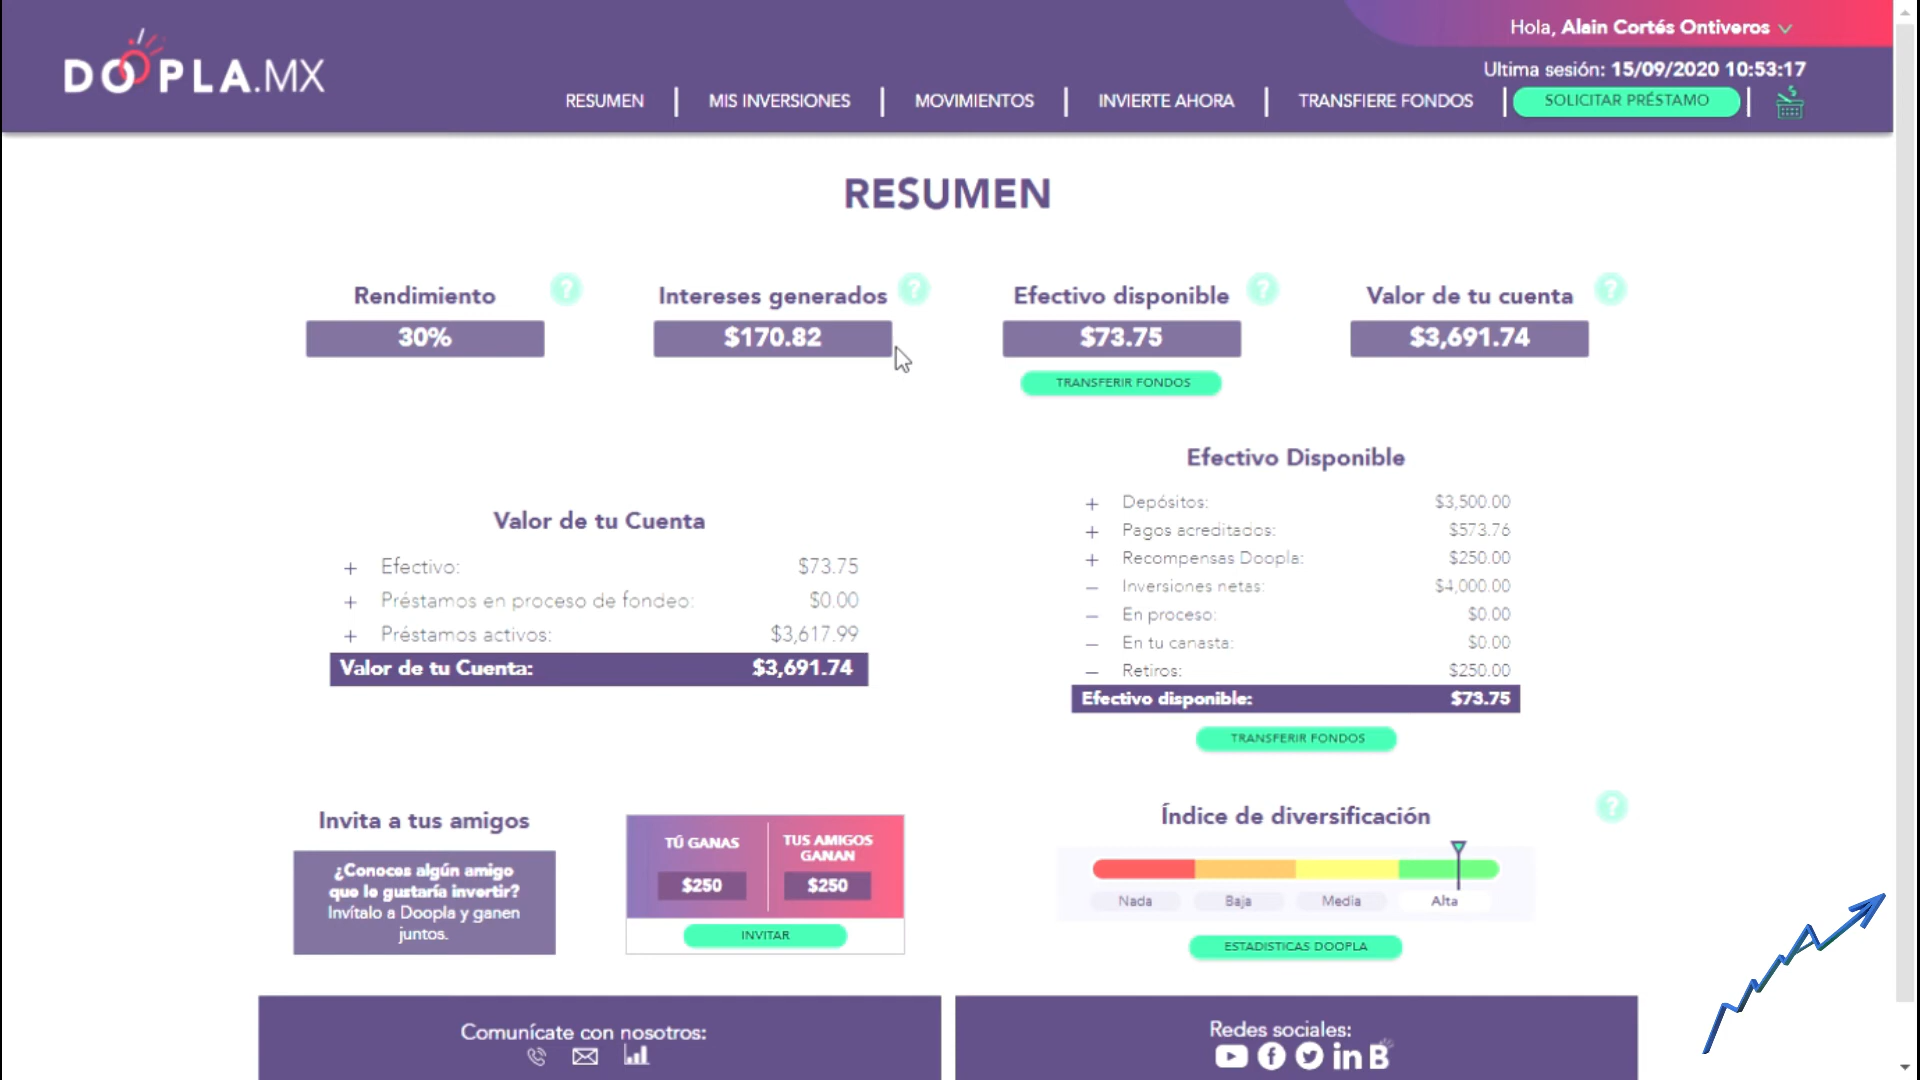 DOOPLA.MX
Hola, Alain Cortés Ontiveros
Ultima sesión: 15/09/2020 10:53:17
RESUMEN
MIS INVERSIONES
MOVIMIENTOS
INVIERTE AHORA
TRANSFIERE FONDOS
SOLICITAR PRÉSTAMO
RESUMEN
Rendimiento ?
30%
Intereses generados ?
$170.82
Efectivo disponible ?
$73.75
TRANSFERIR FONDOS
Valor de tu cuenta ?
$3,691.74
Valor de tu Cuenta
+ Efectivo: $73.75
+ Préstamos en proceso de fondeo: $0.00
+ Préstamos activos: $3,617.99
Valor de tu Cuenta: $3,691.74
Efectivo Disponible
+ Depósitos: $3,500.00
+ Pagos acreditados: $573.76
+ Recompensas Doopla: $250.00
– Inversiones netas: $4,000.00
– En proceso: $0.00
– En tu canasta: $0.00
– Retiros: $250.00
Efectivo disponible: $73.75
TRANSFERIR FONDOS
Invita a tus amigos
¿Conoces algún amigo
que le gustaría invertir?
Invítalo a Doopla y ganen
juntos.
TÚ GANAS
$250
TUS AMIGOS
GANAN
$250
INVITAR
Índice de diversificación ?
Nada Baja Media Alta
ESTADISTICAS DOOPLA
Comunícate con nosotros:
Redes sociales: